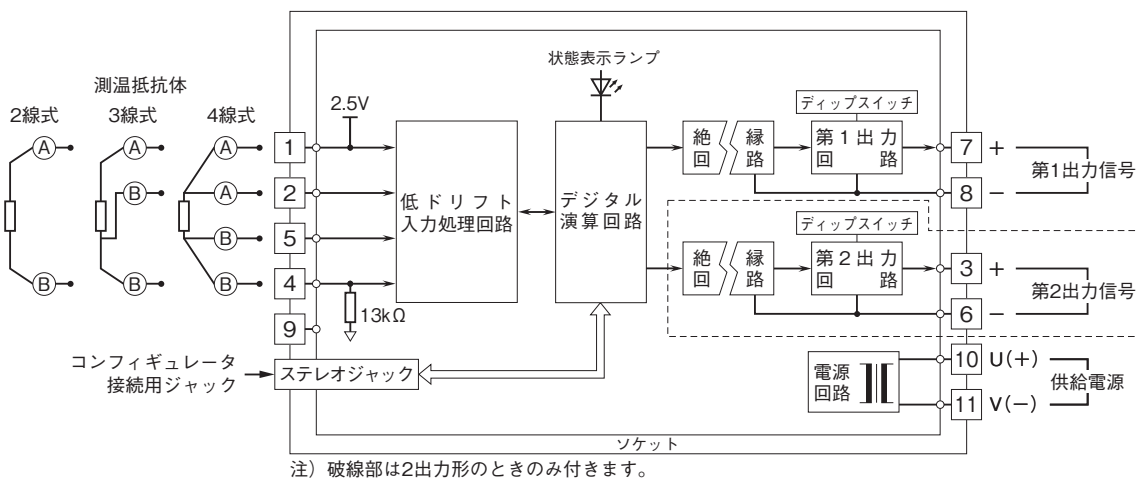 状態表示ランプ
測温抵抗体
2線式
3線式
4線式
2.5V
ディップスイッチ
A
A
A
1
低ドリフト
入力処理回路
デジタル
演算回路
絶縁
回路
第1出力
回路
7 +
8 −
第1出力信号
B
A
2
B
5
ディップスイッチ
絶縁
回路
第2出力
回路
3 +
6 −
第2出力信号
B
B
B
4
13kΩ
9
コンフィギュレータ
接続用ジャック
ステレオジャック
電源
回路
10 U(+)
11 V(−)
供給電源
ソケット
注）破線部は2出力形のときのみ付きます。